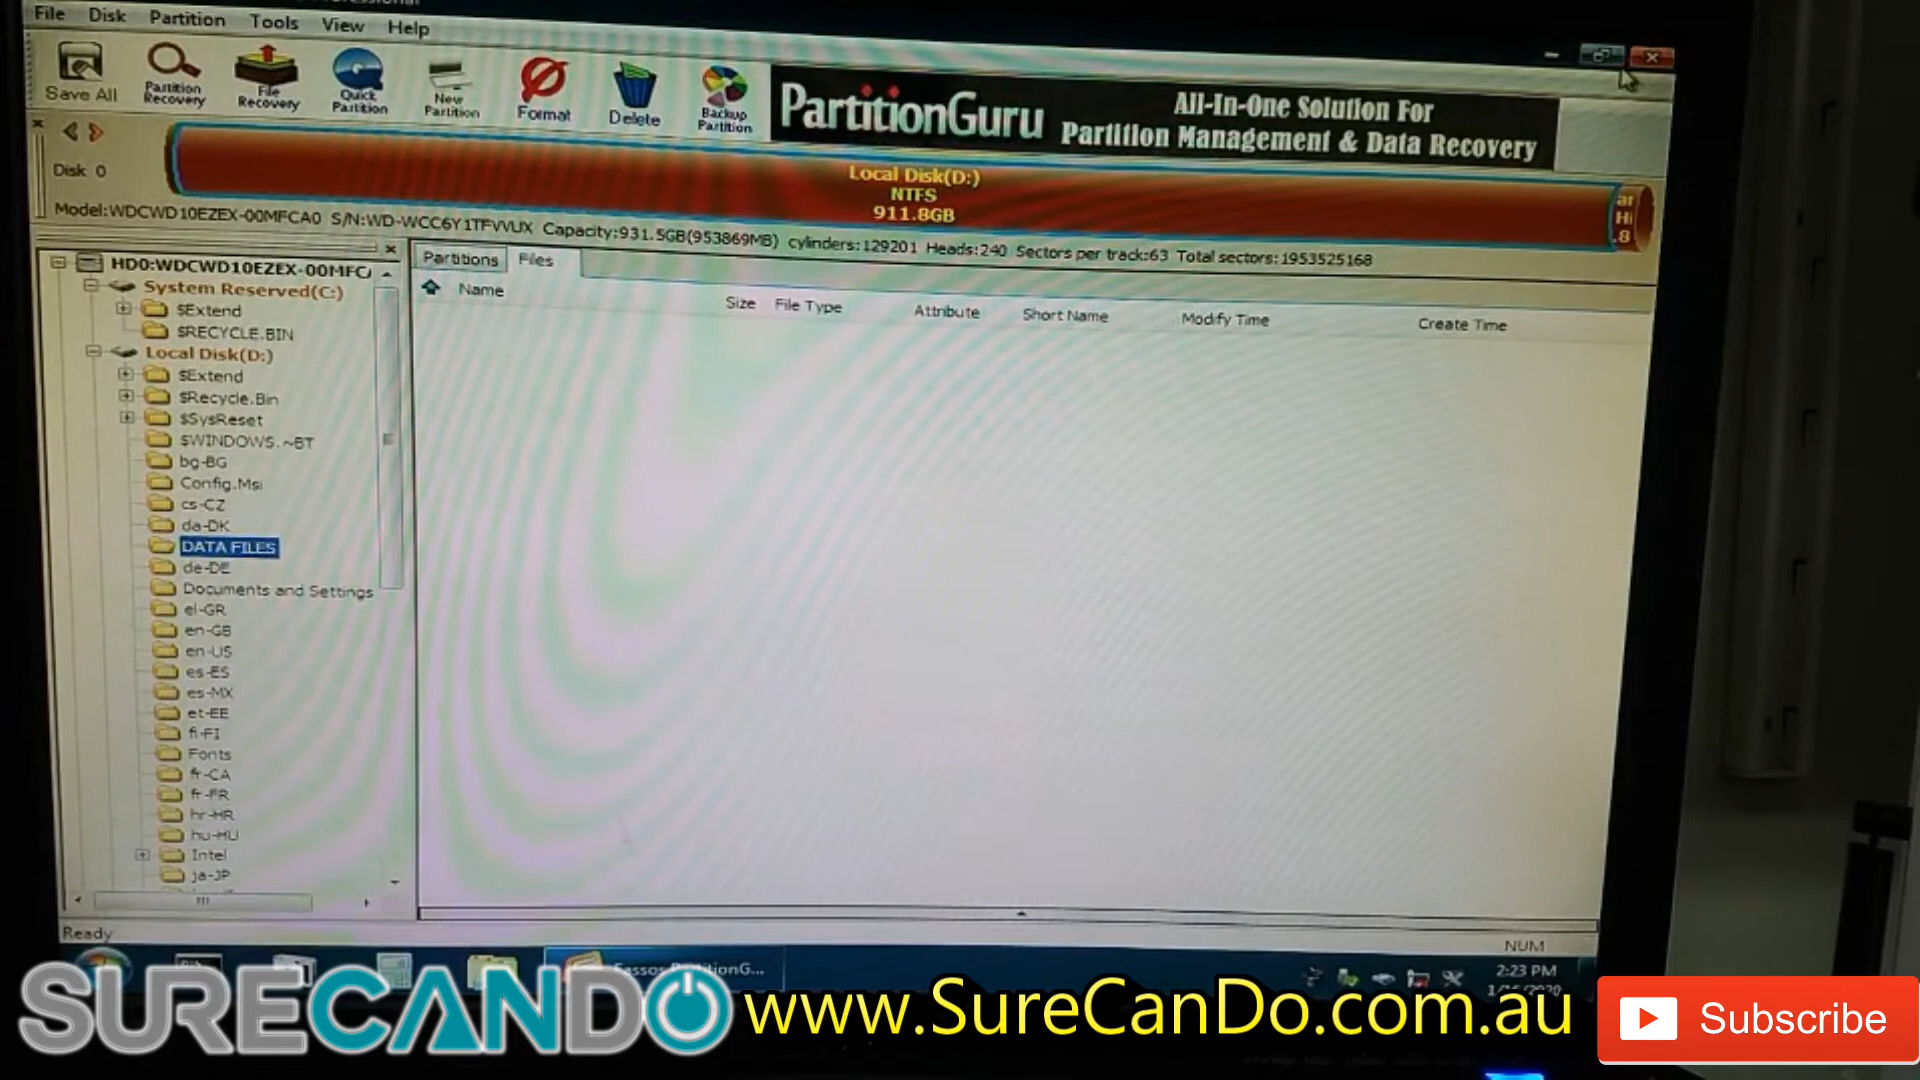 File Disk Partition Tools View Help
Save All
Partition Recovery
File Recovery
Quick Partition
New Partition
Format
Delete
Backup Partition
PartitionGuru
All-In-One Solution For
Partition Management & Data Recovery
Disk 0
Local Disk(D:)
NTFS
911.8GB
Model:WDCWD10EZEX-00MFCA0 S/N:WD-WCC6Y1TFVVUX Capacity:931.5GB(953869MB) Cylinders:129201 Heads:240 Sectors per track:63 Total sectors:1953525168
HD0:WDCWD10EZEX-00MFC
Partitions Files
Name Size File Type Attribute Short Name Modify Time Create Time
System Reserved(C:)
$Extend
$RECYCLE.BIN
Local Disk(D:)
$Extend
$Recycle.Bin
$SysReset
$WINDOWS.~BT
bg-BG
Config.Msi
cs-CZ
da-DK
DATA FILES
de-DE
Documents and Settings
el-GR
en-GB
en-US
es-ES
es-MX
et-EE
fi-FI
Fonts
fr-CA
fr-FR
hr-HR
hu-HU
Intel
ja-JP
Ready
NUM
2:23 PM
SURECANDO
www.SureCanDo.com.au
Subscribe